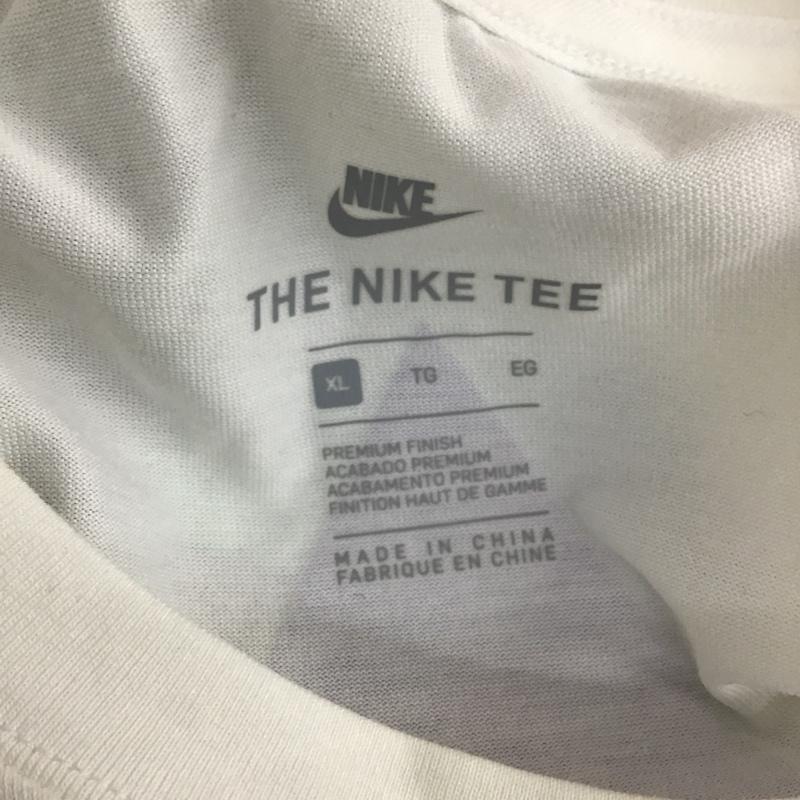 NIKE
THE NIKE TEE
XL TG EG
PREMIUM FINISH
ACABADO PREMIUM
ACABAMENTO PREMIUM
FINITION HAUT DE GAMME
MADE IN CHINA
FABRIQUE EN CHINE